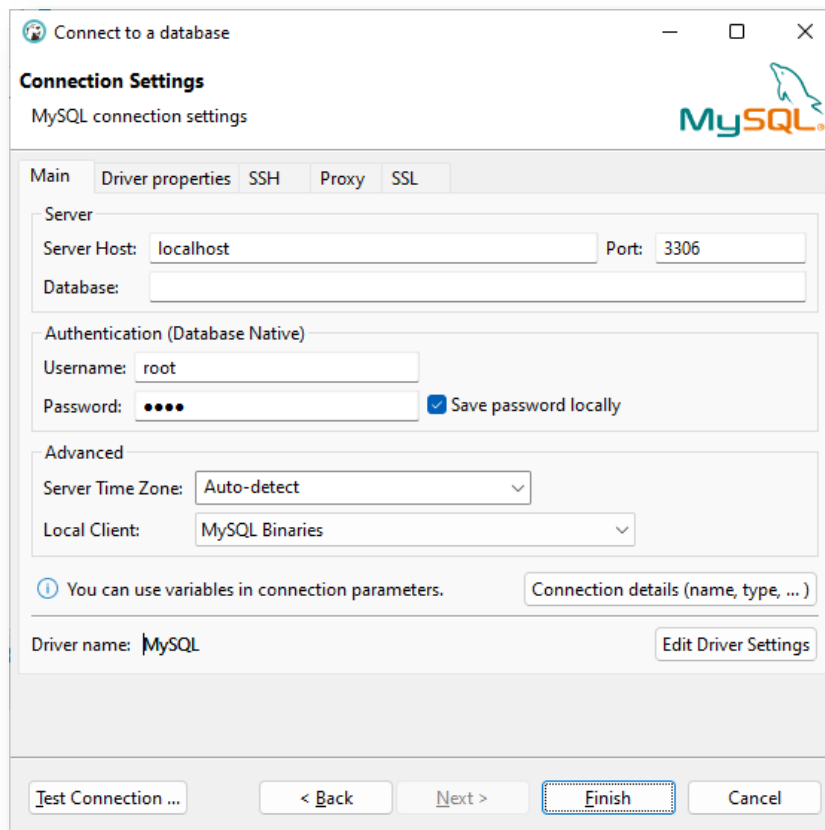 Connect to a database
Connection Settings
MySQL connection settings
MySQL®
Main Driver properties SSH Proxy SSL
Server
Server Host: localhost Port: 3306
Database:
Authentication (Database Native)
Username: root
Password: ●●●● Save password locally
Advanced
Server Time Zone: Auto-detect
Local Client: MySQL Binaries
You can use variables in connection parameters. Connection details (name, type, ... )
Driver name: MySQL Edit Driver Settings
Test Connection ... < Back Next > Finish Cancel